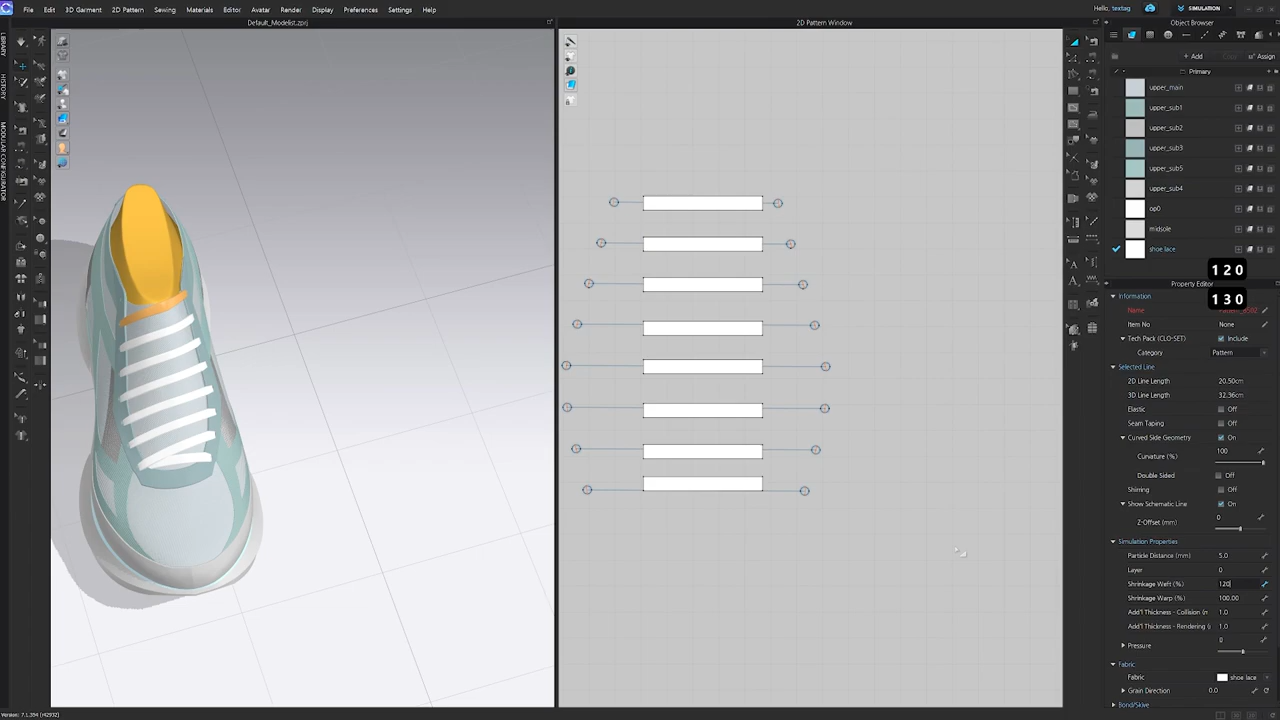 File Edit 3D Garment 2D Pattern Sewing Materials Editor Avatar Render Display Preferences Settings Help
Hello, textag
SIMULATION
Default_Modelist.zprj
2D Pattern Window
Object Browser
LIBRARY
HISTORY
MODULAR CONFIGURATOR
+ Add
Copy
Assign
Primary
upper_main
upper_sub1
upper_sub2
upper_sub3
upper_sub5
upper_sub4
op0
midsole
shoe lace
120
130
Property Editor
Information
Name
Item No None
Tech Pack (CLO-SET) Include
Category Pattern
Selected Line
2D Line Length 20.50cm
3D Line Length 32.36cm
Elastic Off
Seam Taping Off
Curved Side Geometry On
Curvature (%) 100
Double Sided Off
Shirring Off
Show Schematic Line On
Z-Offset (mm) 0
Simulation Properties
Particle Distance (mm) 5.0
Layer 0
Shrinkage Weft (%) 120
Shrinkage Warp (%) 100.00
Add'l Thickness - Collision (m 1.0
Add'l Thickness - Rendering ( 1.0
Pressure 0
Fabric
Fabric shoe lace
Grain Direction 0.0
Bond/Skive
Version: 7.1.354 (r42932)